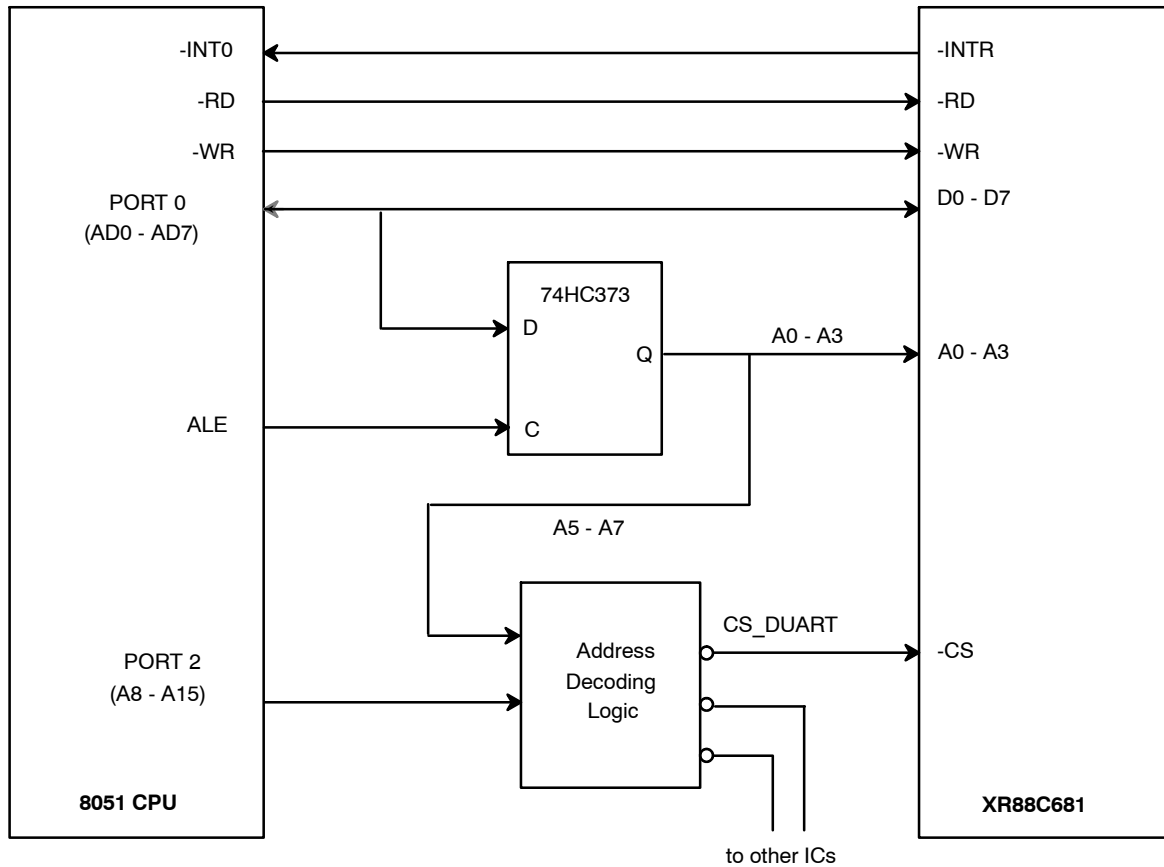 -INT0
-INTR
-RD
-RD
-WR
-WR
PORT 0
(AD0 - AD7)
D0 - D7
74HC373
D
Q
A0 - A3
A0 - A3
ALE
C
A5 - A7
CS_DUART
Address
Decoding
Logic
-CS
PORT 2
(A8 - A15)
8051 CPU
XR88C681
to other ICs